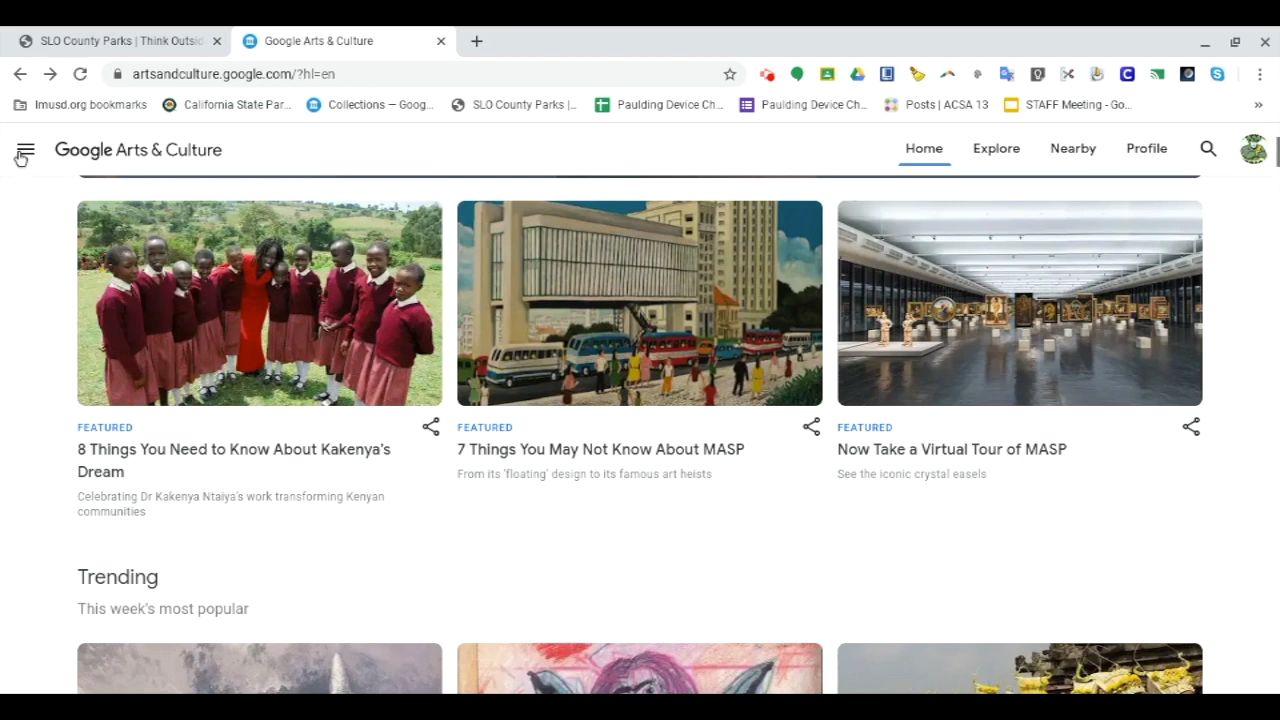 SLO County Parks | Think Outsid
Google Arts & Culture
artsandculture.google.com/?hl=en
lmusd.org bookmarks
California State Par...
Collections — Goog...
SLO County Parks |...
Paulding Device Ch...
Paulding Device Ch...
Posts | ACSA 13
STAFF Meeting - Go...
»
Google Arts & Culture
Home
Explore
Nearby
Profile
FEATURED
8 Things You Need to Know About Kakenya's
Dream
Celebrating Dr Kakenya Ntaiya's work transforming Kenyan
communities
FEATURED
7 Things You May Not Know About MASP
From its 'floating' design to its famous art heists
FEATURED
Now Take a Virtual Tour of MASP
See the iconic crystal easels
Trending
This week's most popular